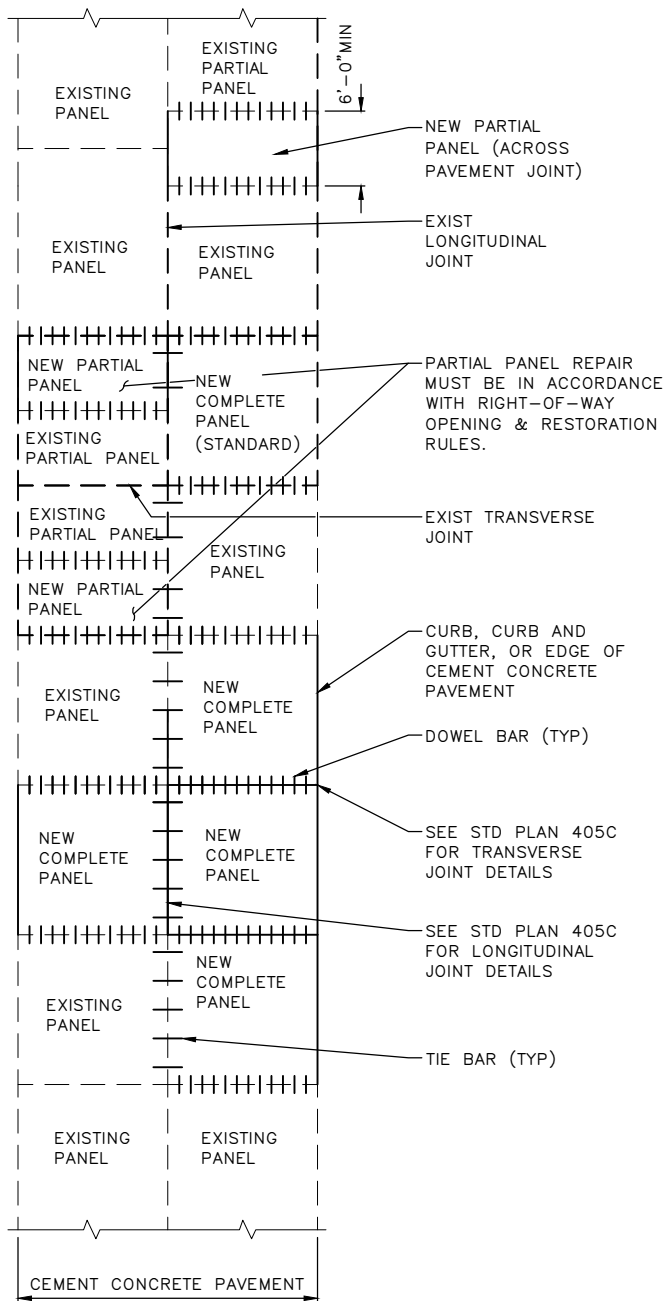 EXISTING
PARTIAL
PANEL
EXISTING
PANEL
6'-0"MIN
NEW PARTIAL
PANEL (ACROSS
PAVEMENT JOINT)
EXIST
LONGITUDINAL
JOINT
EXISTING
PANEL
EXISTING
PANEL
NEW PARTIAL
PANEL
NEW
COMPLETE
PANEL
(STANDARD)
PARTIAL PANEL REPAIR
MUST BE IN ACCORDANCE
WITH RIGHT-OF-WAY
OPENING & RESTORATION
RULES.
EXISTING
PARTIAL PANEL
EXISTING
PARTIAL PANEL
EXIST TRANSVERSE
JOINT
EXISTING
PANEL
NEW PARTIAL
PANEL
CURB, CURB AND
GUTTER, OR EDGE OF
CEMENT CONCRETE
PAVEMENT
EXISTING
PANEL
NEW
COMPLETE
PANEL
DOWEL BAR (TYP)
NEW
COMPLETE
PANEL
NEW
COMPLETE
PANEL
SEE STD PLAN 405C
FOR TRANSVERSE
JOINT DETAILS
SEE STD PLAN 405C
FOR LONGITUDINAL
JOINT DETAILS
NEW
COMPLETE
PANEL
EXISTING
PANEL
TIE BAR (TYP)
EXISTING
PANEL
EXISTING
PANEL
CEMENT CONCRETE PAVEMENT